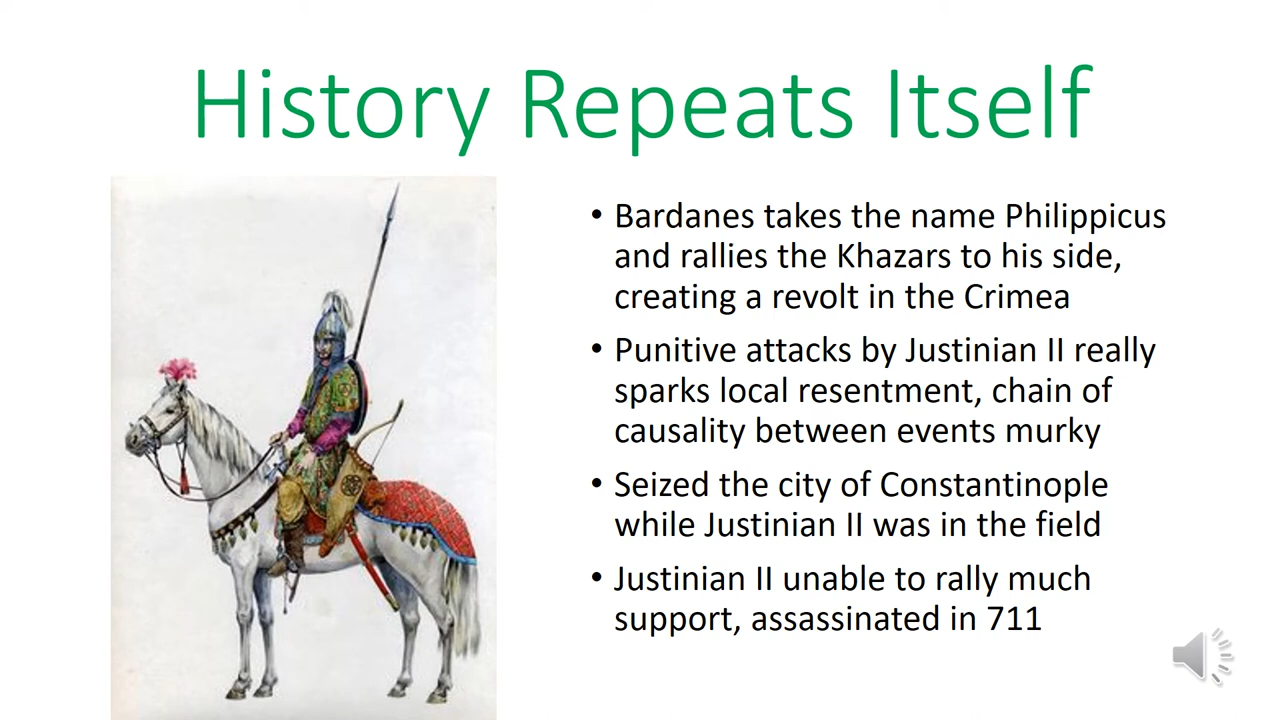 History Repeats Itself
• Bardanes takes the name Philippicus
and rallies the Khazars to his side,
creating a revolt in the Crimea
• Punitive attacks by Justinian II really
sparks local resentment, chain of
causality between events murky
• Seized the city of Constantinople
while Justinian II was in the field
• Justinian II unable to rally much
support, assassinated in 711